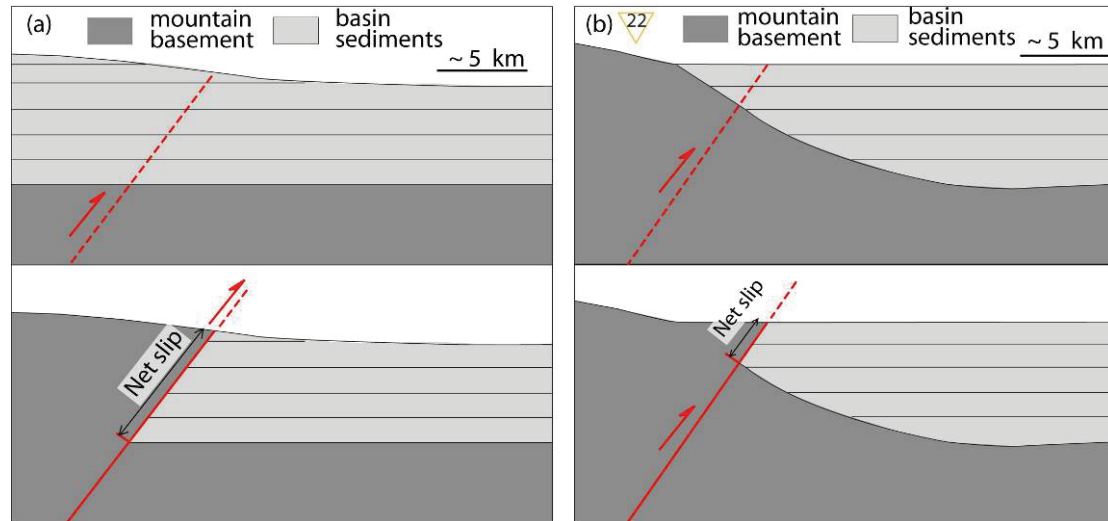 (a)
mountain
basement
basin
sediments
~ 5 km
Net slip
(b)
22
mountain
basement
basin
sediments
~ 5 km
Net slip